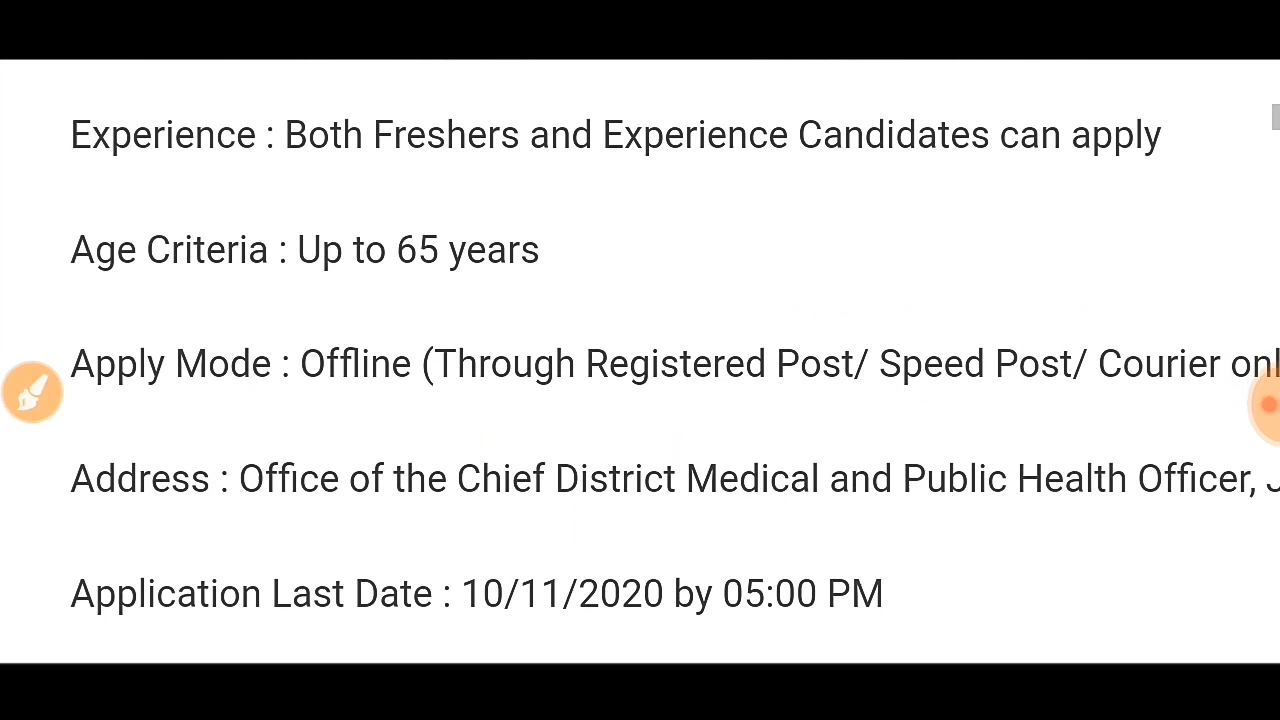 Experience : Both Freshers and Experience Candidates can apply
Age Criteria : Up to 65 years
Apply Mode : Offline (Through Registered Post/ Speed Post/ Courier
Address : Office of the Chief District Medical and Public Health Officer,
Application Last Date : 10/11/2020 by 05:00 PM